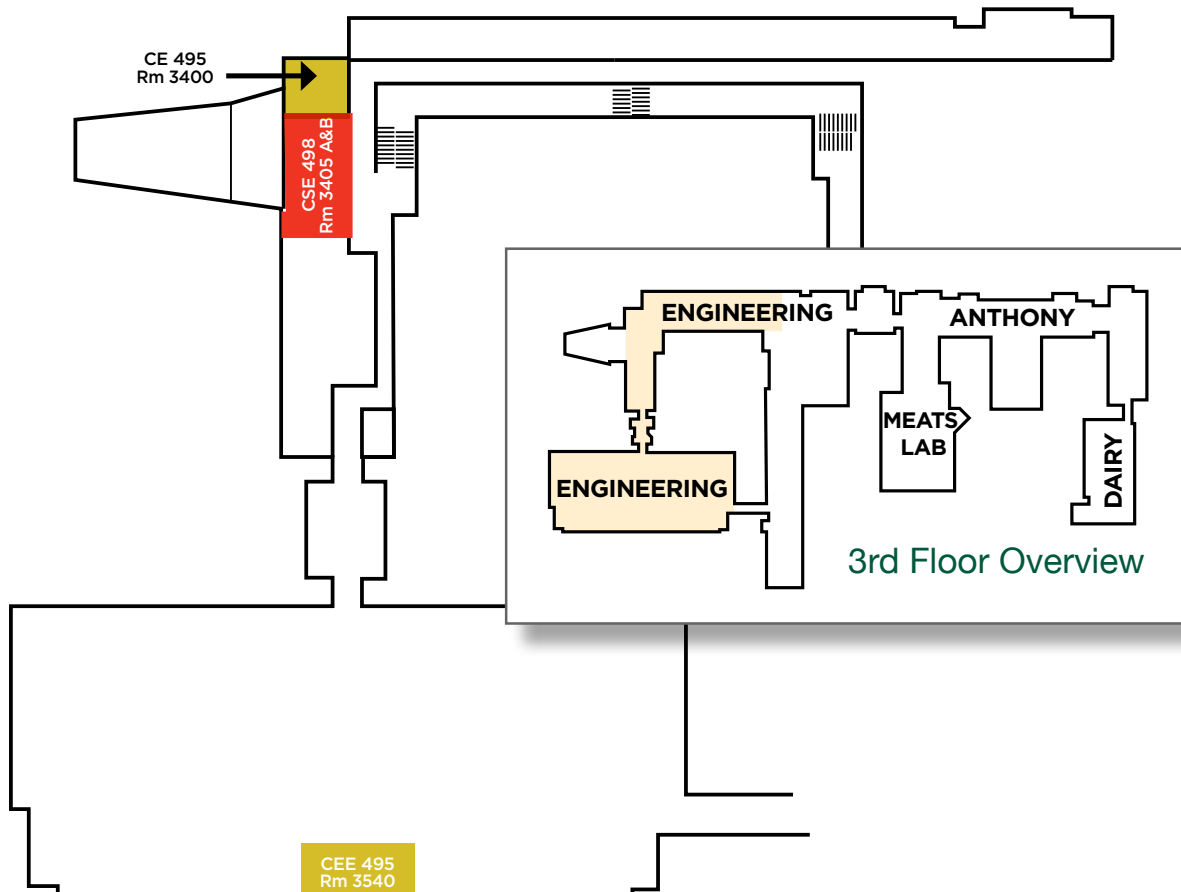 CE 495
Rm 3400
CSE 498
Rm 3405 A&B
ENGINEERING
ANTHONY
MEATS
LAB
ENGINEERING
DAIRY
3rd Floor Overview
CEE 495
Rm 3540